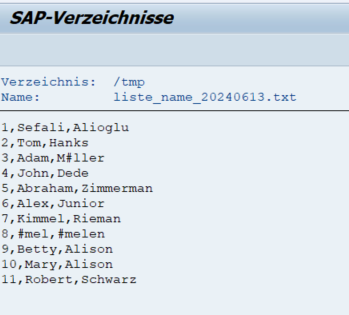 SAP-Verzeichnisse
Verzeichnis: /tmp
Name: liste_name_20240613.txt
1,Sefali,Alioglu
2,Tom,Hanks
3,Adam,M#ller
4,John,Dede
5,Abraham,Zimmerman
6,Alex,Junior
7,Kimmel,Rieman
8,#mel,#melen
9,Betty,Alison
10,Mary,Alison
11,Robert,Schwarz